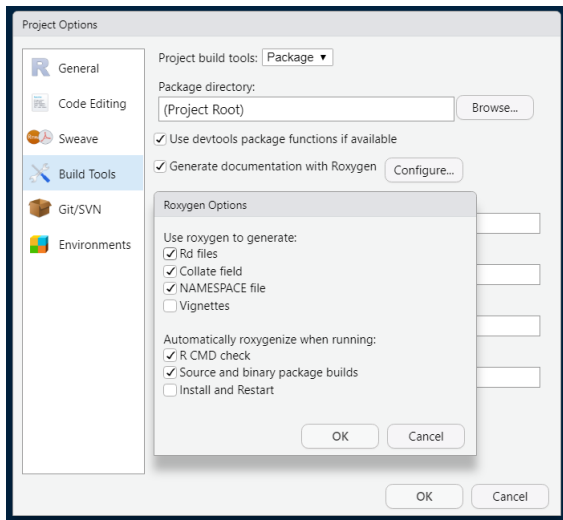 Project Options
General
Code Editing
Sweave
Build Tools
Git/SVN
Environments
Project build tools: Package ▼
Package directory:
(Project Root)
Browse...
Use devtools package functions if available
Generate documentation with Roxygen
Configure...
Roxygen Options
Use roxygen to generate:
Rd files
Collate field
NAMESPACE file
Vignettes
Automatically roxygenize when running:
R CMD check
Source and binary package builds
Install and Restart
OK
Cancel
OK
Cancel